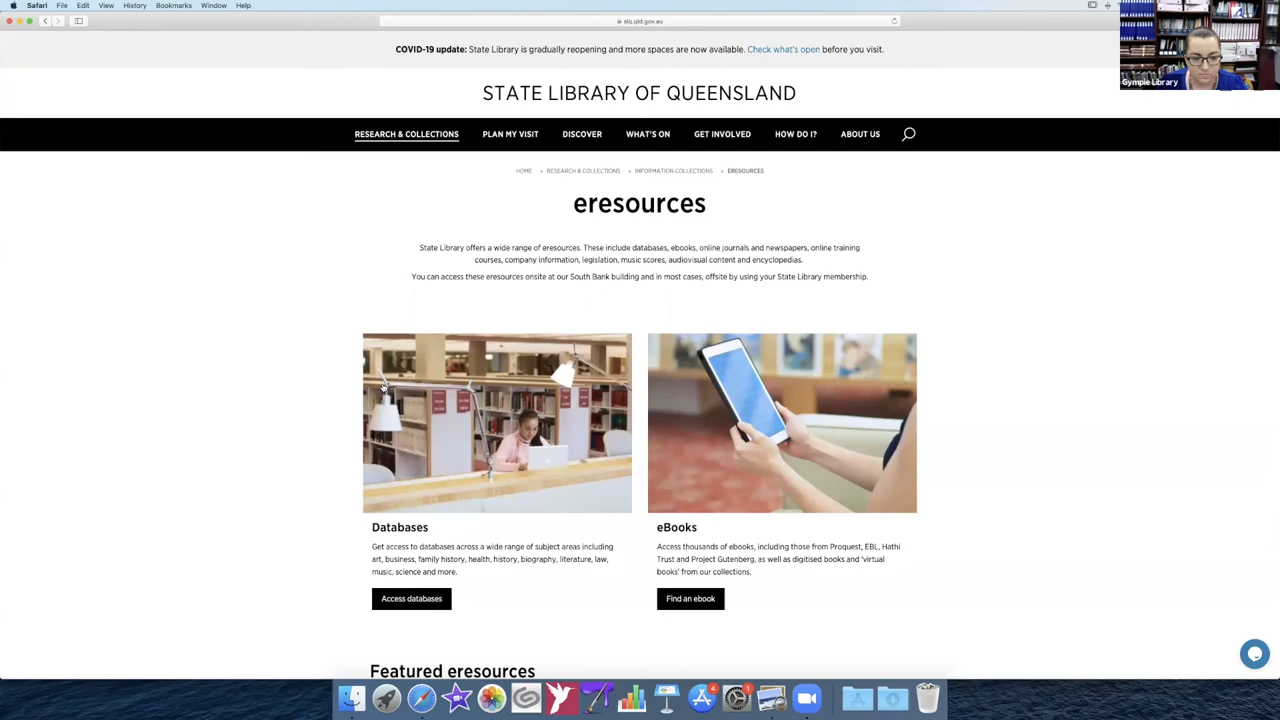 Safari File Edit View History Bookmarks Window Help
slq.qld.gov.au
COVID-19 update: State Library is gradually reopening and more spaces are now available. Check what's open before you visit.
Gympie Library
STATE LIBRARY OF QUEENSLAND
RESEARCH & COLLECTIONS PLAN MY VISIT DISCOVER WHAT'S ON GET INVOLVED HOW DO I? ABOUT US
HOME > RESEARCH & COLLECTIONS > INFORMATION COLLECTIONS > ERESOURCES
eresources
State Library offers a wide range of eresources. These include databases, ebooks, online journals and newspapers, online training
courses, company information, legislation, music scores, audiovisual content and encyclopedias.
You can access these eresources onsite at our South Bank building and in most cases, offsite by using your State Library membership.
Databases
Get access to databases across a wide range of subject areas including
art, business, family history, health, history, biography, literature, law,
music, science and more.
Access databases
eBooks
Access thousands of ebooks, including those from Proquest, EBL, Hathi
Trust and Project Gutenberg, as well as digitised books and 'virtual
books' from our collections.
Find an ebook
Featured eresources
4
1